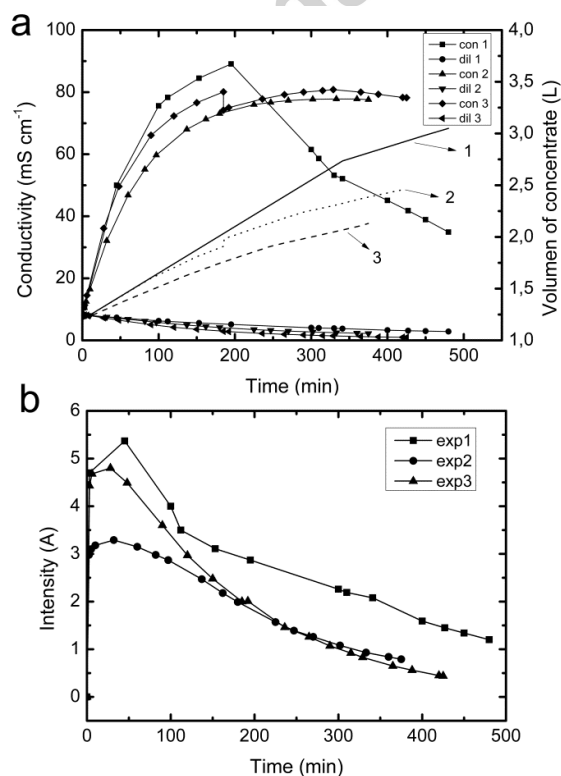 a
100
80
60
40
20
0
Conductivity (mS cm⁻¹)
4,0
3,5
3,0
2,5
2,0
1,5
1,0
Volumen of concentrate (L)
con 1
dil 1
con 2
dil 2
con 3
dil 3
1
2
3
0 100 200 300 400 500
Time (min)
b
6
5
4
3
2
1
0
Intensity (A)
exp1
exp2
exp3
0 100 200 300 400 500
Time (min)